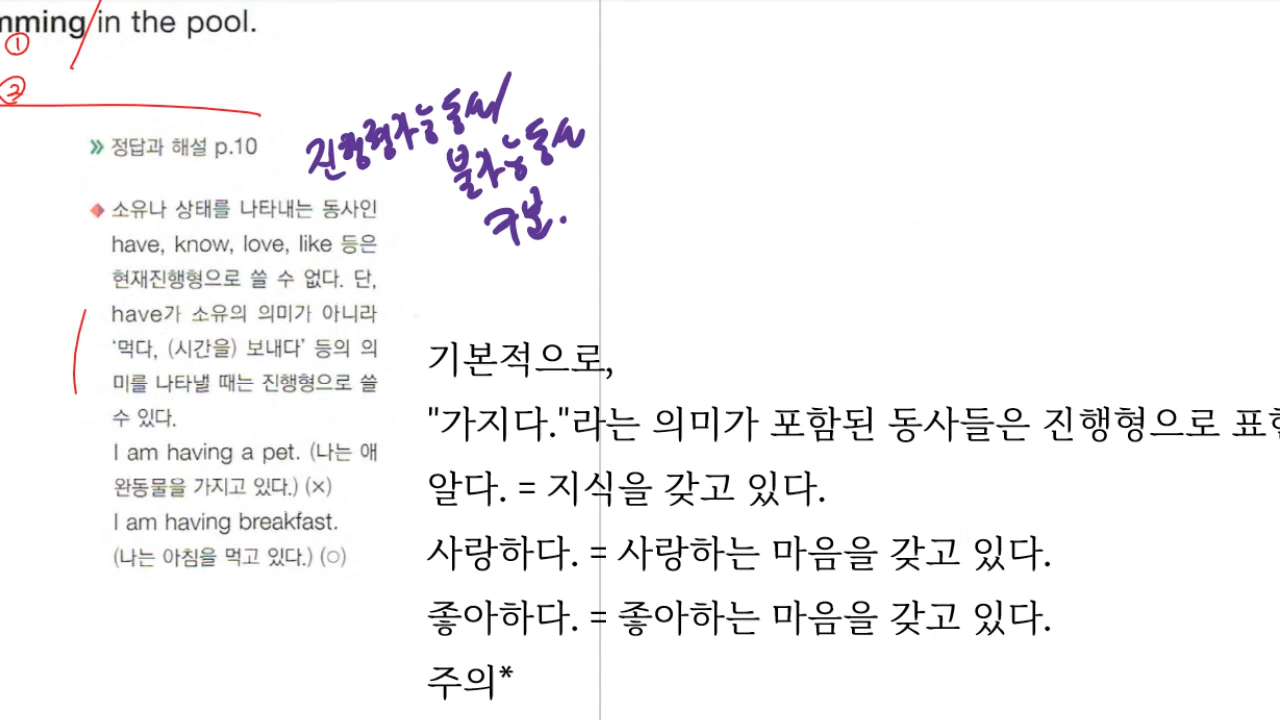 mming in the pool.
①
②
» 정답과 해설 p.10
진행형가능동사
불가능동사
구분.
◆ 소유나 상태를 나타내는 동사인
have, know, love, like 등은
현재진행형으로 쓸 수 없다. 단,
have가 소유의 의미가 아니라
‘먹다, (시간을) 보내다’ 등의 의
미를 나타낼 때는 진행형으로 쓸
수 있다.
I am having a pet. (나는 애
완동물을 가지고 있다.) (×)
I am having breakfast.
(나는 아침을 먹고 있다.) (○)
기본적으로,
"가지다."라는 의미가 포함된 동사들은 진행형으로 표현
알다. = 지식을 갖고 있다.
사랑하다. = 사랑하는 마음을 갖고 있다.
좋아하다. = 좋아하는 마음을 갖고 있다.
주의*